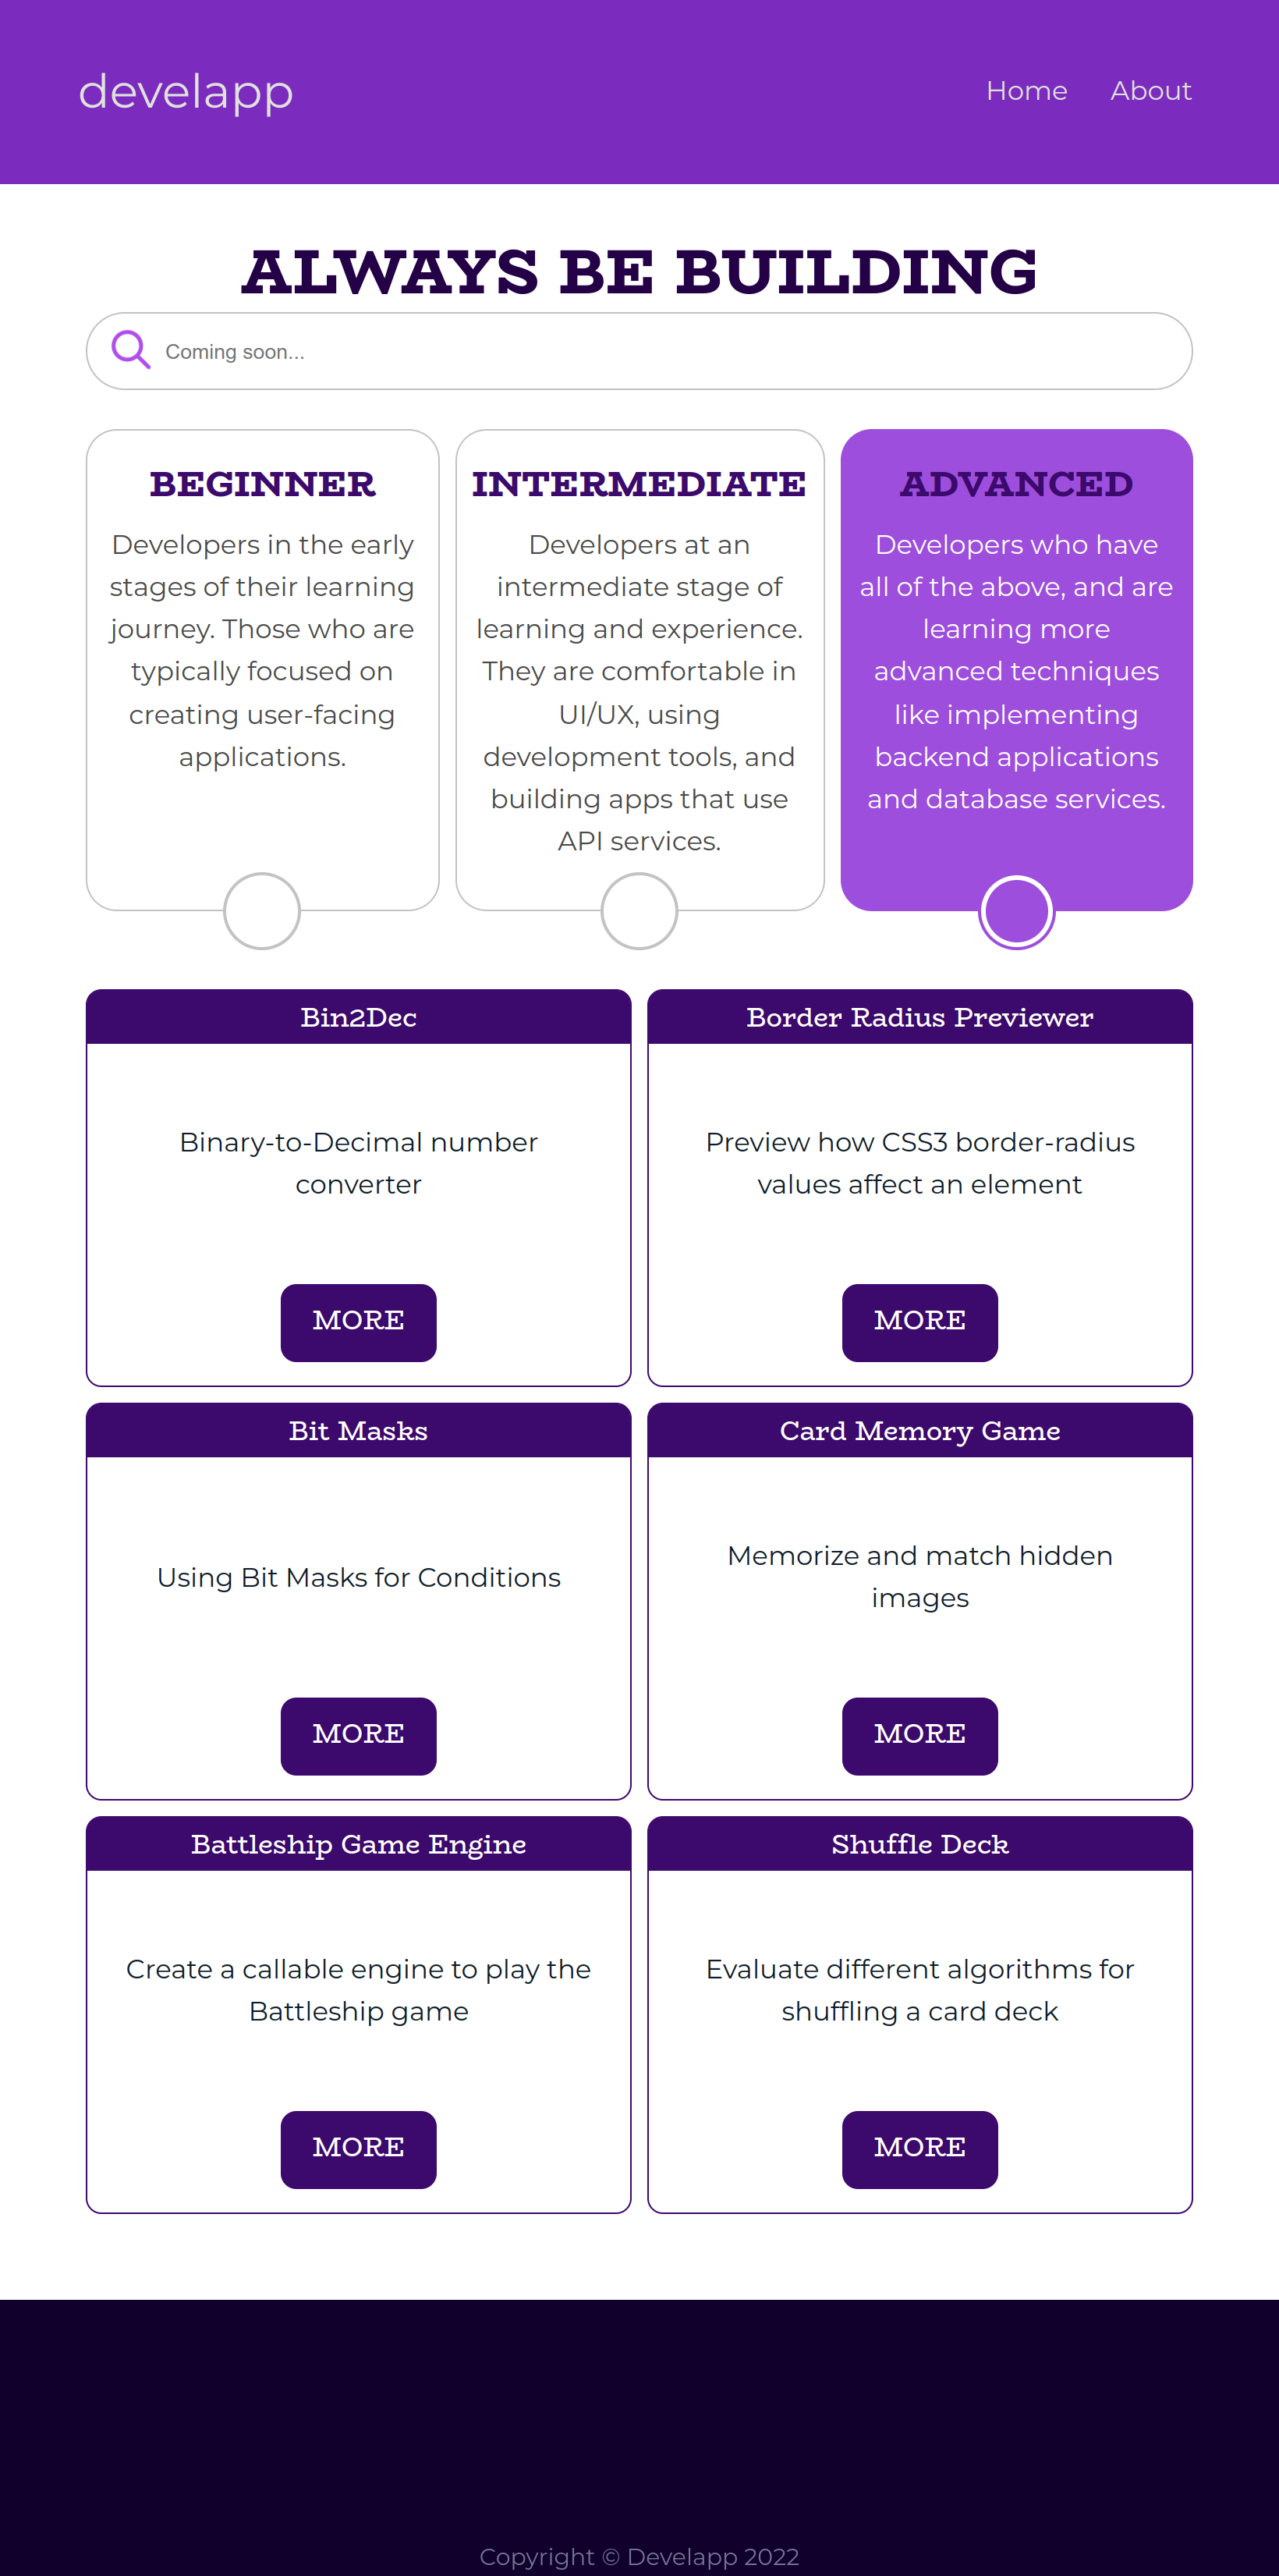 develapp
Home About
ALWAYS BE BUILDING
Coming soon...
BEGINNER
Developers in the early
stages of their learning
journey. Those who are
typically focused on
creating user-facing
applications.
INTERMEDIATE
Developers at an
intermediate stage of
learning and experience.
They are comfortable in
UI/UX, using
development tools, and
building apps that use
API services.
ADVANCED
Developers who have
all of the above, and are
learning more
advanced techniques
like implementing
backend applications
and database services.
Bin2Dec
Binary-to-Decimal number
converter
MORE
Border Radius Previewer
Preview how CSS3 border-radius
values affect an element
MORE
Bit Masks
Using Bit Masks for Conditions
MORE
Card Memory Game
Memorize and match hidden
images
MORE
Battleship Game Engine
Create a callable engine to play the
Battleship game
MORE
Shuffle Deck
Evaluate different algorithms for
shuffling a card deck
MORE
Copyright © Develapp 2022